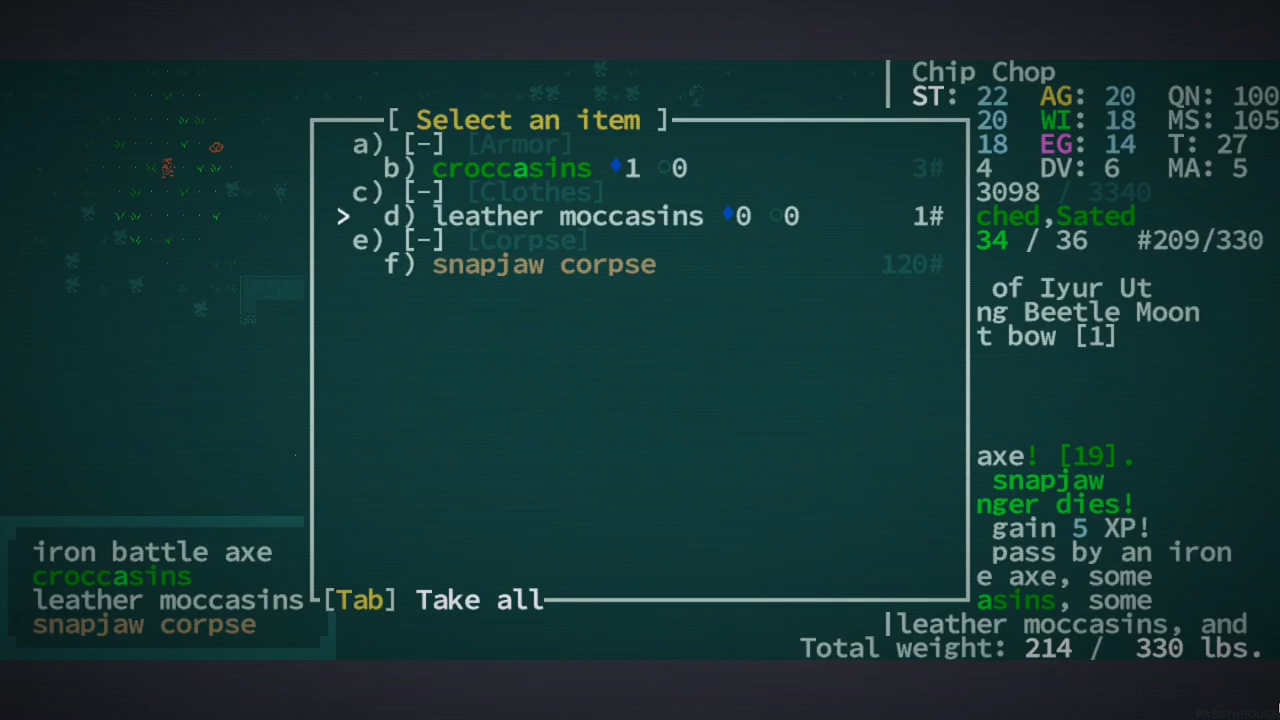 Chip Chop
ST: 22 AG: 20 QN: 100
20 WI: 18 MS: 105
18 EG: 14 T: 27
4 DV: 6 MA: 5
3098 / 3340
ched,Sated
34 / 36 #209/330
of Iyur Ut
ng Beetle Moon
t bow [1]
[ Select an item ]
a) [-] [Armor]
b) croccasins ♦1 ○0 3#
c) [-] [Clothes]
> d) leather moccasins ♦0 ○0 1#
e) [-] [Corpse]
f) snapjaw corpse 120#
[Tab] Take all
axe! [19].
snapjaw
nger dies!
gain 5 XP!
pass by an iron
e axe, some
asins, some
leather moccasins, and
Total weight: 214 / 330 lbs.
iron battle axe
croccasins
leather moccasins
snapjaw corpse